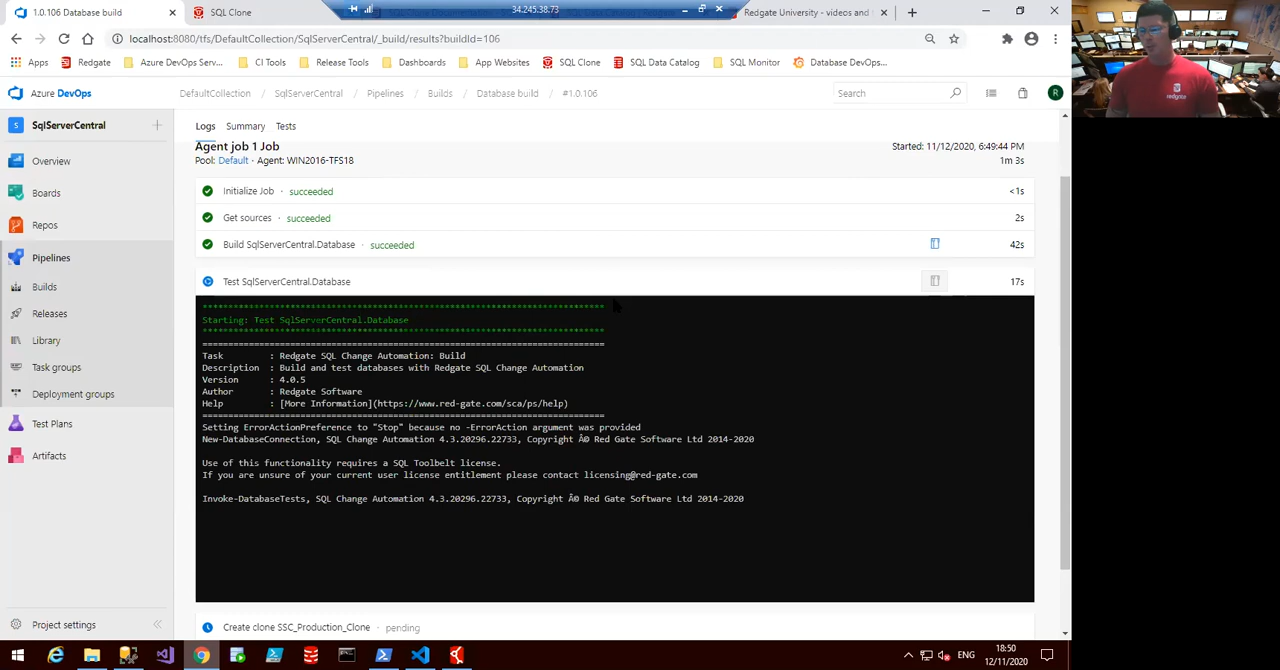 1.0.106 Database build
SQL Clone
34.245.38.73
Redgate University - videos and
localhost:8080/tfs/DefaultCollection/SqlServerCentral/_build/results?buildId=106
Apps
Redgate
Azure DevOps Serv...
CI Tools
Release Tools
Dashboards
App Websites
SQL Clone
SQL Data Catalog
SQL Monitor
Database DevOps...
Azure DevOps
DefaultCollection / SqlServerCentral / Pipelines / Builds / Database build / #1.0.106
Search
R
S SqlServerCentral
Overview
Boards
Repos
Pipelines
Builds
Releases
Library
Task groups
Deployment groups
Test Plans
Artifacts
Project settings
Logs Summary Tests
Agent job 1 Job
Started: 11/12/2020, 6:49:44 PM
Pool: Default · Agent: WIN2016-TFS18
1m 3s
Initialize Job · succeeded <1s
Get sources · succeeded 2s
Build SqlServerCentral.Database · succeeded 42s
Test SqlServerCentral.Database 17s
Starting: Test SqlServerCentral.Database
Task : Redgate SQL Change Automation: Build
Description : Build and test databases with Redgate SQL Change Automation
Version : 4.0.5
Author : Redgate Software
Help : [More Information](https://www.red-gate.com/sca/ps/help)
Setting ErrorActionPreference to "Stop" because no -ErrorAction argument was provided
New-DatabaseConnection, SQL Change Automation 4.3.20296.22733, Copyright Â© Red Gate Software Ltd 2014-2020
Use of this functionality requires a SQL Toolbelt license.
If you are unsure of your current user license entitlement please contact licensing@red-gate.com
Invoke-DatabaseTests, SQL Change Automation 4.3.20296.22733, Copyright Â© Red Gate Software Ltd 2014-2020
Create clone SSC_Production_Clone · pending
redgate
ENG
18:50
12/11/2020